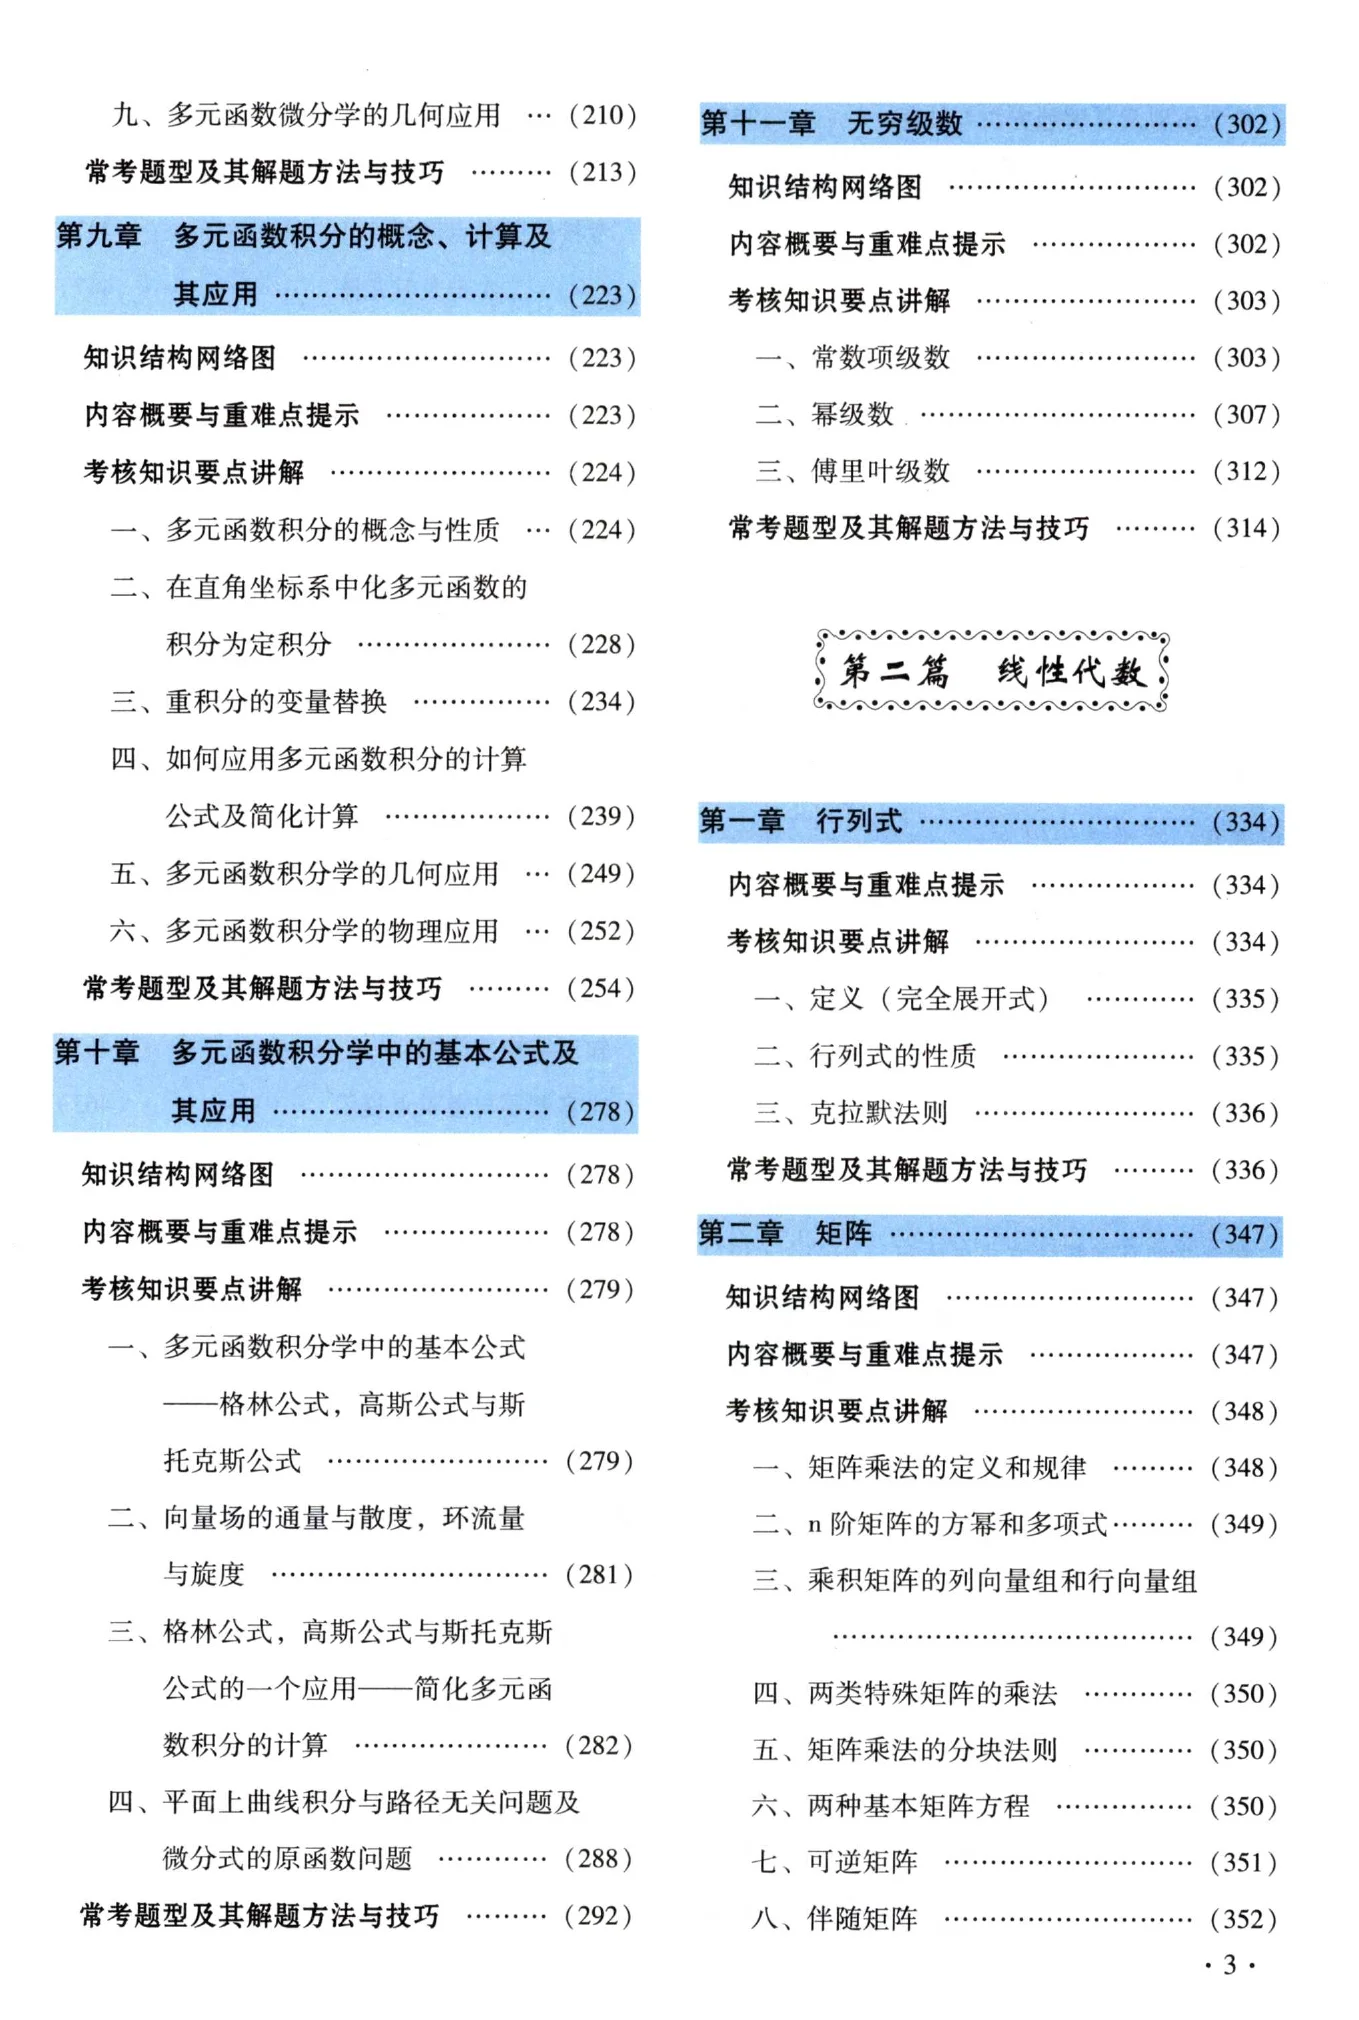 九、多元函数微分学的几何应用 … (210)
常考题型及其解题方法与技巧 ……… (213)
第九章 多元函数积分的概念、计算及
其应用 ………………………… (223)
知识结构网络图 ……………………… (223)
内容概要与重难点提示 ……………… (223)
考核知识要点讲解 …………………… (224)
一、多元函数积分的概念与性质 … (224)
二、在直角坐标系中化多元函数的
积分为定积分 ………………… (228)
三、重积分的变量替换 …………… (234)
四、如何应用多元函数积分的计算
公式及简化计算 ……………… (239)
五、多元函数积分学的几何应用 … (249)
六、多元函数积分学的物理应用 … (252)
常考题型及其解题方法与技巧 ……… (254)
第十章 多元函数积分学中的基本公式及
其应用 ………………………… (278)
知识结构网络图 ……………………… (278)
内容概要与重难点提示 ……………… (278)
考核知识要点讲解 …………………… (279)
一、多元函数积分学中的基本公式
——格林公式，高斯公式与斯
托克斯公式 …………………… (279)
二、向量场的通量与散度，环流量
与旋度 ………………………… (281)
三、格林公式，高斯公式与斯托克斯
公式的一个应用——简化多元函
数积分的计算 ………………… (282)
四、平面上曲线积分与路径无关问题及
微分式的原函数问题 ………… (288)
常考题型及其解题方法与技巧 ……… (292)
第十一章 无穷级数 …………………… (302)
知识结构网络图 ……………………… (302)
内容概要与重难点提示 ……………… (302)
考核知识要点讲解 …………………… (303)
一、常数项级数 …………………… (303)
二、幂级数 ………………………… (307)
三、傅里叶级数 …………………… (312)
常考题型及其解题方法与技巧 ……… (314)
第二篇 线性代数
第一章 行列式 ………………………… (334)
内容概要与重难点提示 ……………… (334)
考核知识要点讲解 …………………… (334)
一、定义（完全展开式） ………… (335)
二、行列式的性质 ………………… (335)
三、克拉默法则 …………………… (336)
常考题型及其解题方法与技巧 ……… (336)
第二章 矩阵 …………………………… (347)
知识结构网络图 ……………………… (347)
内容概要与重难点提示 ……………… (347)
考核知识要点讲解 …………………… (348)
一、矩阵乘法的定义和规律 ……… (348)
二、n 阶矩阵的方幂和多项式……… (349)
三、乘积矩阵的列向量组和行向量组
………………………………… (349)
四、两类特殊矩阵的乘法 ………… (350)
五、矩阵乘法的分块法则 ………… (350)
六、两种基本矩阵方程 …………… (350)
七、可逆矩阵 ……………………… (351)
八、伴随矩阵 ……………………… (352)
· 3 ·